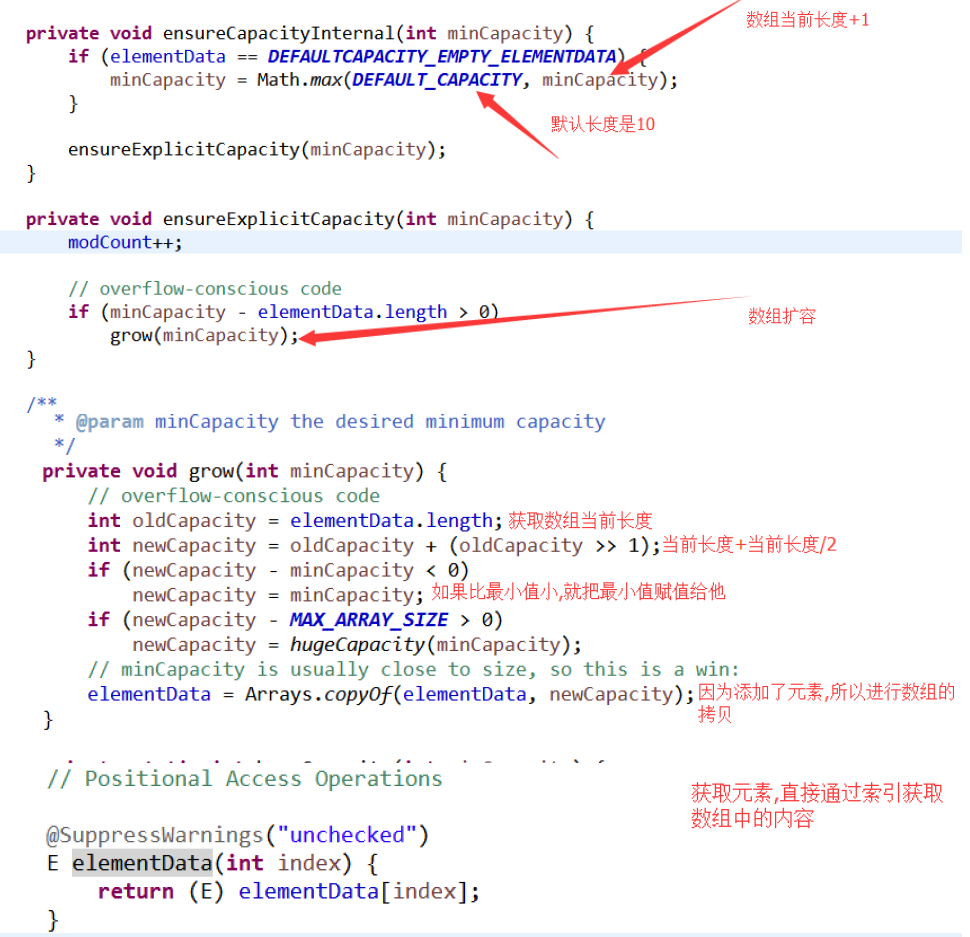 数组当前长度+1
private void ensureCapacityInternal(int minCapacity) {
if (elementData == DEFAULTCAPACITY_EMPTY_ELEMENTDATA) {
minCapacity = Math.max(DEFAULT_CAPACITY, minCapacity);
}
默认长度是10
ensureExplicitCapacity(minCapacity);
}
private void ensureExplicitCapacity(int minCapacity) {
modCount++;
// overflow-conscious code
if (minCapacity - elementData.length > 0)
数组扩容
grow(minCapacity);
}
/**
* @param minCapacity the desired minimum capacity
*/
private void grow(int minCapacity) {
// overflow-conscious code
int oldCapacity = elementData.length; 获取数组当前长度
int newCapacity = oldCapacity + (oldCapacity >> 1);当前长度+当前长度/2
if (newCapacity - minCapacity < 0)
newCapacity = minCapacity; 如果比最小值小,就把最小值赋值给他
if (newCapacity - MAX_ARRAY_SIZE > 0)
newCapacity = hugeCapacity(minCapacity);
// minCapacity is usually close to size, so this is a win:
elementData = Arrays.copyOf(elementData, newCapacity);因为添加了元素,所以进行数组的
拷贝
}
// Positional Access Operations
获取元素,直接通过索引获取
数组中的内容
@SuppressWarnings("unchecked")
E elementData(int index) {
return (E) elementData[index];
}